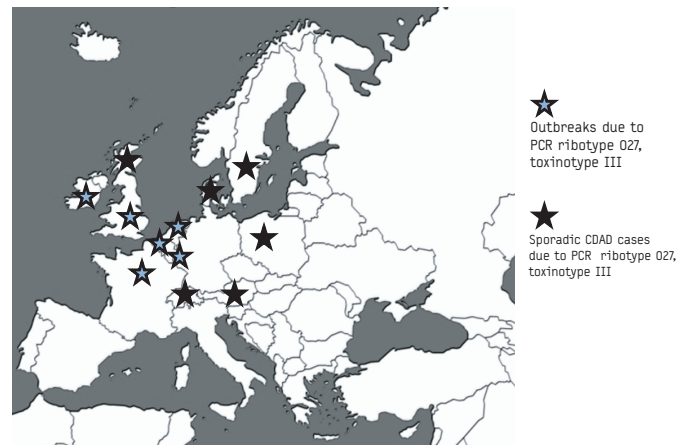 Outbreaks due to
PCR ribotype 027,
toxinotype III
Sporadic CDAD cases
due to PCR ribotype 027,
toxinotype III